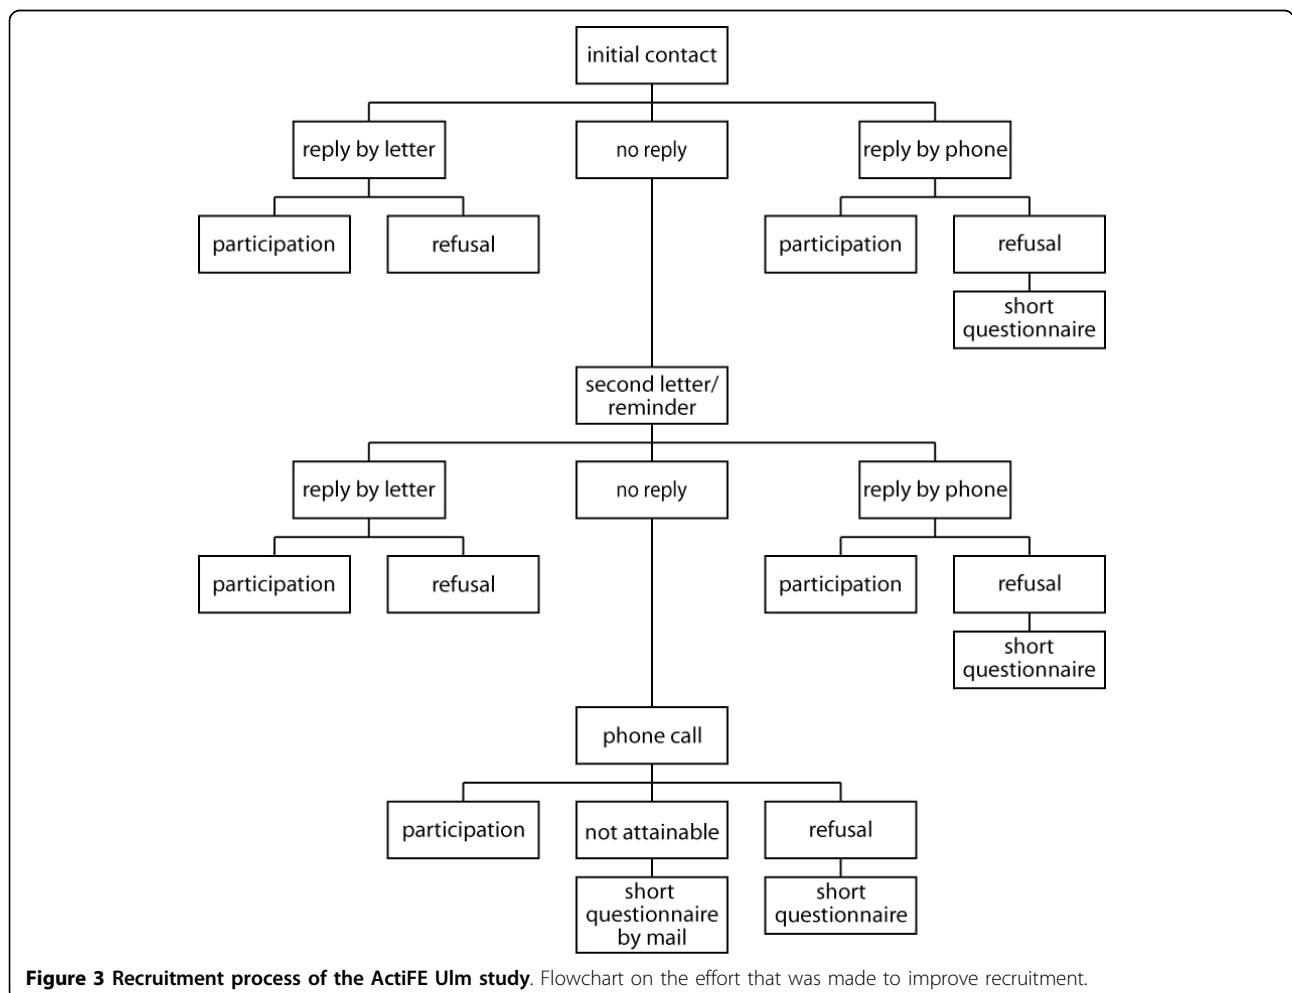 initial contact
reply by letter
no reply
reply by phone
participation
refusal
participation
refusal
short
questionnaire
second letter/
reminder
reply by letter
no reply
reply by phone
participation
refusal
participation
refusal
short
questionnaire
phone call
participation
not attainable
refusal
short
questionnaire
by mail
short
questionnaire
Figure 3 Recruitment process of the ActiFE Ulm study. Flowchart on the effort that was made to improve recruitment.